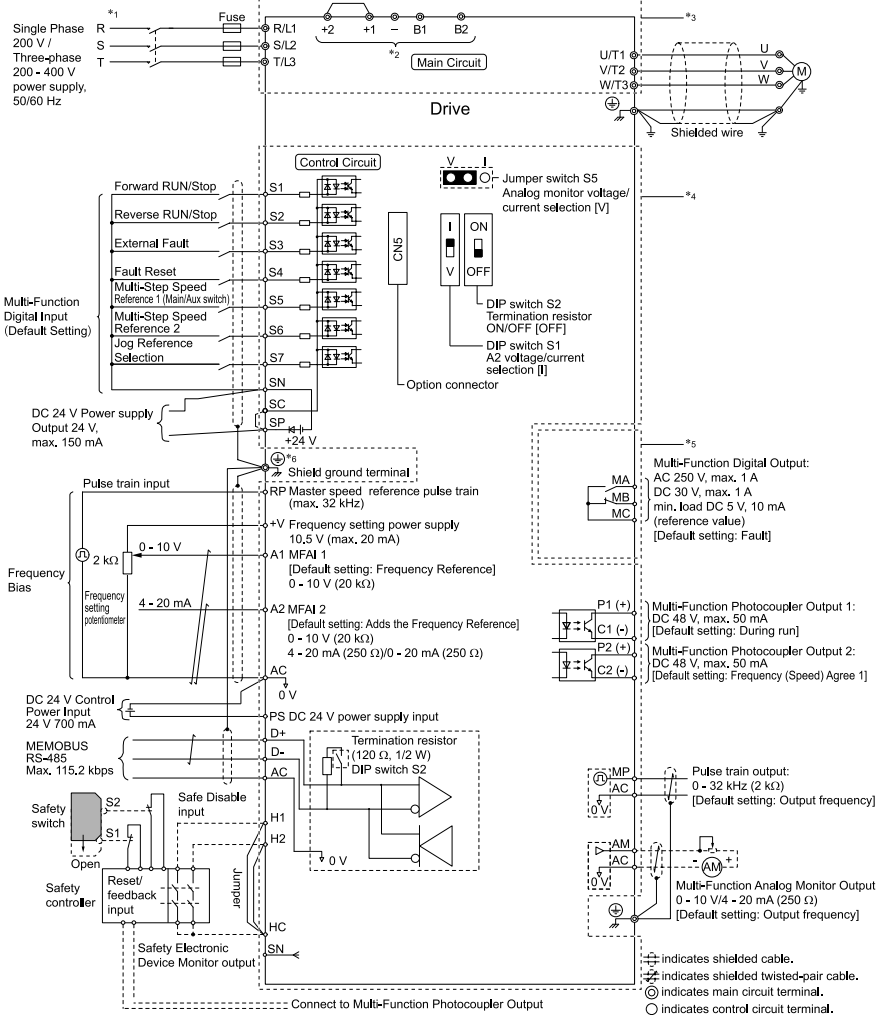 *1
Single Phase
200 V /
Three-phase
200 - 400 V
power supply,
50/60 Hz
R
S
T
Fuse
R/L1
S/L2
T/L3
+2
+1
−
B1
B2
*2
Main Circuit
*3
U/T1
V/T2
W/T3
U
V
W
M
Shielded wire
Drive
Control Circuit
V
I
Jumper switch S5
Analog monitor voltage/
current selection [V]
*4
Multi-Function
Digital Input
(Default Setting)
Forward RUN/Stop
S1
Reverse RUN/Stop
S2
External Fault
S3
Fault Reset
S4
Multi-Step Speed
Reference 1 (Main/Aux switch)
S5
Multi-Step Speed
Reference 2
S6
Jog Reference
Selection
S7
SN
SC
SP
+24 V
DC 24 V Power supply
Output 24 V,
max. 150 mA
CN5
I
V
ON
OFF
DIP switch S2
Termination resistor
ON/OFF [OFF]
DIP switch S1
A2 voltage/current
selection [I]
Option connector
*6
Shield ground terminal
*5
MA
MB
MC
Multi-Function Digital Output:
AC 250 V, max. 1 A
DC 30 V, max. 1 A
min. load DC 5 V, 10 mA
(reference value)
[Default setting: Fault]
Frequency
Bias
Pulse train input
RP
Master speed reference pulse train
(max. 32 kHz)
+V
Frequency setting power supply
10.5 V (max. 20 mA)
2 kΩ
0 - 10 V
A1
MFAI 1
[Default setting: Frequency Reference]
0 - 10 V (20 kΩ)
Frequency
setting
potentiometer
4 - 20 mA
A2
MFAI 2
[Default setting: Adds the Frequency Reference]
0 - 10 V (20 kΩ)
4 - 20 mA (250 Ω)/0 - 20 mA (250 Ω)
AC
0 V
P1 (+)
C1 (-)
Multi-Function Photocoupler Output 1:
DC 48 V, max. 50 mA
[Default setting: During run]
P2 (+)
C2 (-)
Multi-Function Photocoupler Output 2:
DC 48 V, max. 50 mA
[Default setting: Frequency (Speed) Agree 1]
DC 24 V Control
Power Input
24 V 700 mA
PS
DC 24 V power supply input
MEMOBUS
RS-485
Max. 115.2 kbps
D+
D-
AC
0 V
Termination resistor
(120 Ω, 1/2 W)
DIP switch S2
MP
AC
0 V
Pulse train output:
0 - 32 kHz (2 kΩ)
[Default setting: Output frequency]
AM
AC
0 V
-
AM
+
Multi-Function Analog Monitor Output
0 - 10 V/4 - 20 mA (250 Ω)
[Default setting: Output frequency]
Safety
switch
S2
S1
Open
Safe Disable
input
H1
H2
Jumper
HC
SN
Safety
controller
Reset/
feedback
input
Safety Electronic
Device Monitor output
Connect to Multi-Function Photocoupler Output
indicates shielded cable.
indicates shielded twisted-pair cable.
indicates main circuit terminal.
indicates control circuit terminal.